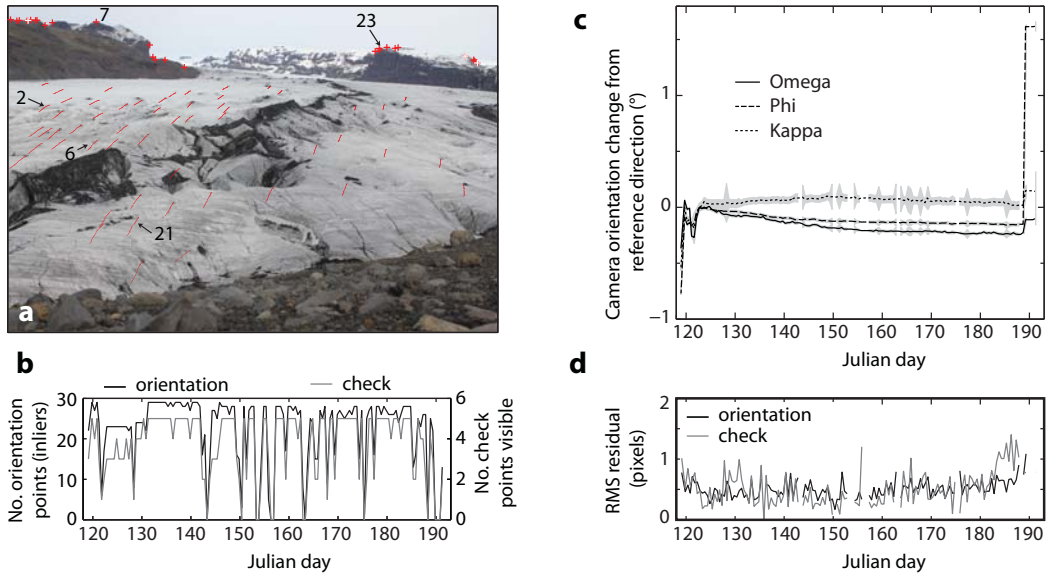 a
7
23
2
6
21
b
orientation
check
No. orientation
points (inliers)
30
20
10
0
6
4
2
0
No. check
points visible
120 130 140 150 160 170 180 190
Julian day
c
Camera orientation change from
reference direction (°)
1
0
−1
Omega
Phi
Kappa
120 130 140 150 160 170 180 190
Julian day
d
RMS residual
(pixels)
2
1
0
orientation
check
120 130 140 150 160 170 180 190
Julian day